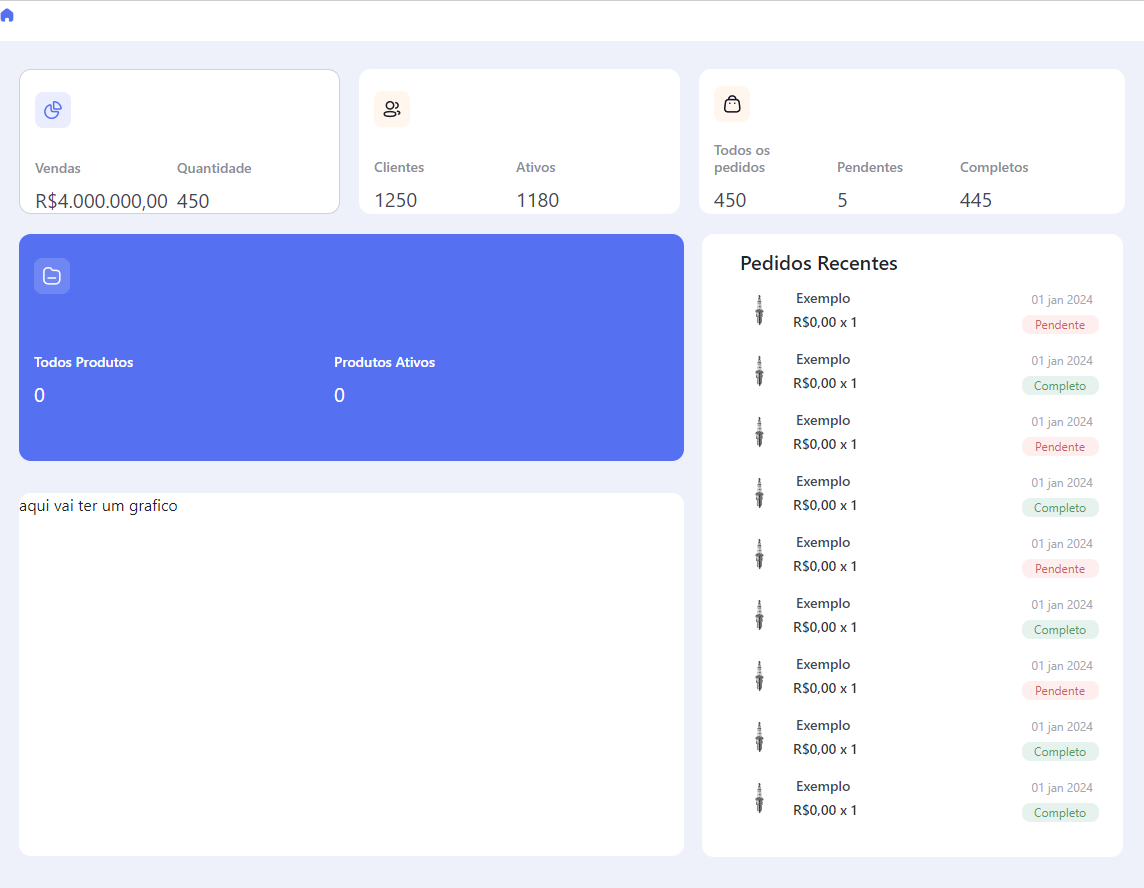 Vendas Quantidade
R$4.000.000,00 450
Clientes Ativos
1250 1180
Todos os
pedidos Pendentes Completos
450 5 445
Todos Produtos Produtos Ativos
0 0
aqui vai ter um grafico
Pedidos Recentes
Exemplo 01 jan 2024
R$0,00 x 1 Pendente
Exemplo 01 jan 2024
R$0,00 x 1 Completo
Exemplo 01 jan 2024
R$0,00 x 1 Pendente
Exemplo 01 jan 2024
R$0,00 x 1 Completo
Exemplo 01 jan 2024
R$0,00 x 1 Pendente
Exemplo 01 jan 2024
R$0,00 x 1 Completo
Exemplo 01 jan 2024
R$0,00 x 1 Pendente
Exemplo 01 jan 2024
R$0,00 x 1 Completo
Exemplo 01 jan 2024
R$0,00 x 1 Completo